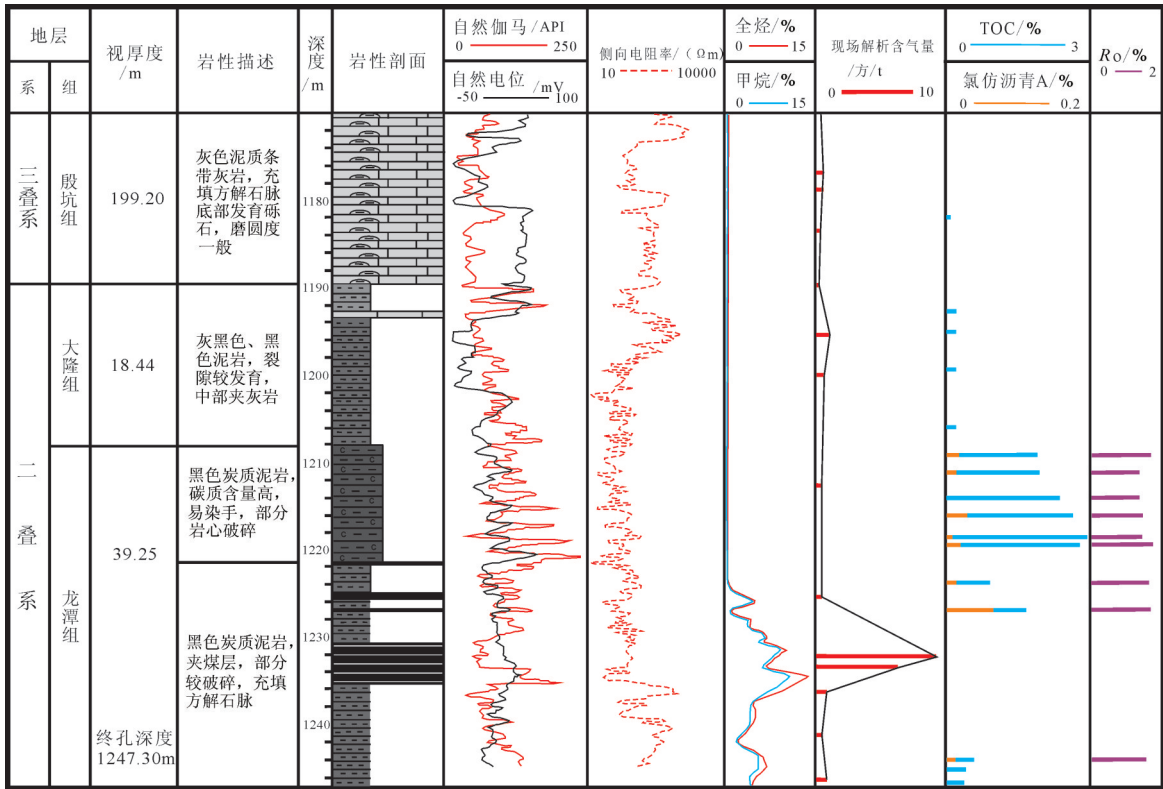 地层
系
组
视厚度
/m
岩性描述
深度/m
岩性剖面
自然伽马/API
0
250
自然电位/mV
-50
100
侧向电阻率/（Ωm）
10
10000
全烃/%
0
15
甲烷/%
0
15
现场解析含气量
/方/t
0
10
TOC/%
0
3
氯仿沥青A/%
0
0.2
Ro/%
0
2
三叠系
殷坑组
199.20
灰色泥质条
带灰岩，充
填方解石脉
底部发育砾
石，磨圆度
一般
1180
1190
二叠系
大隆组
18.44
灰黑色、黑
色泥岩，裂
隙较发育，
中部夹灰岩
1200
龙潭组
39.25
黑色炭质泥岩，
碳质含量高，
易染手，部分
岩心破碎
1210
1220
黑色炭质泥岩，
夹煤层，部分
较破碎，充填
方解石脉
1230
1240
终孔深度
1247.30m